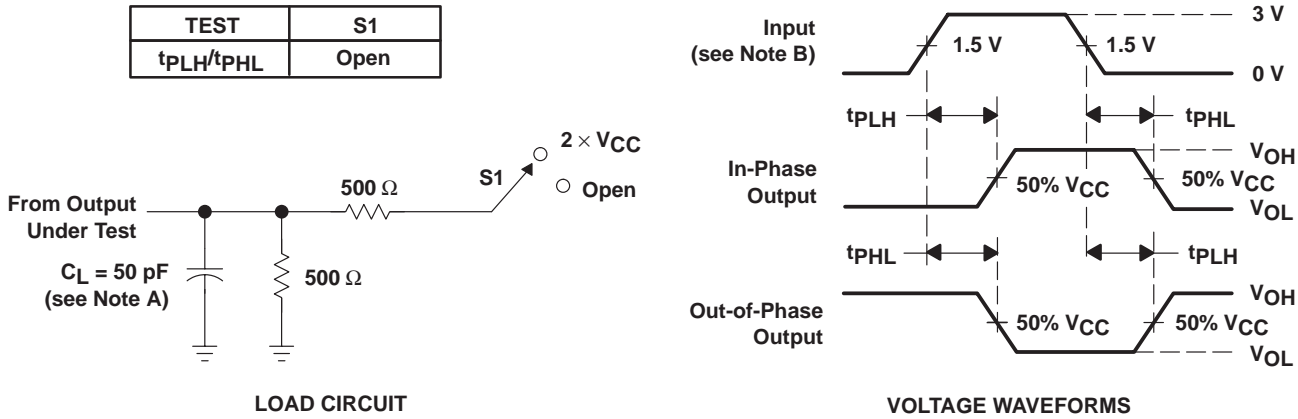 TEST S1
tPLH/tPHL Open
2 × VCC
S1
Open
500 Ω
From Output
Under Test
CL = 50 pF
(see Note A)
500 Ω
LOAD CIRCUIT
Input
(see Note B)
1.5 V
1.5 V
3 V
0 V
tPLH
tPHL
In-Phase
Output
50% VCC
50% VCC
VOH
VOL
tPHL
tPLH
Out-of-Phase
Output
50% VCC
50% VCC
VOH
VOL
VOLTAGE WAVEFORMS